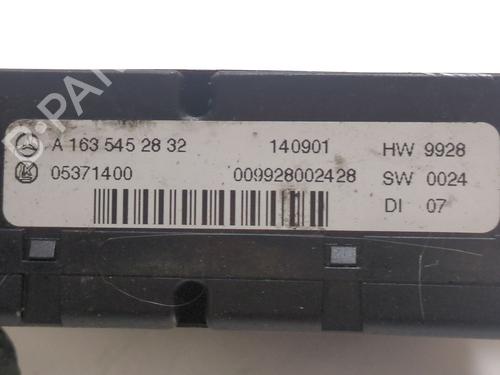 A 163 545 28 32 140901 HW 9928
05371400 009928002428 SW 0024
DI 07